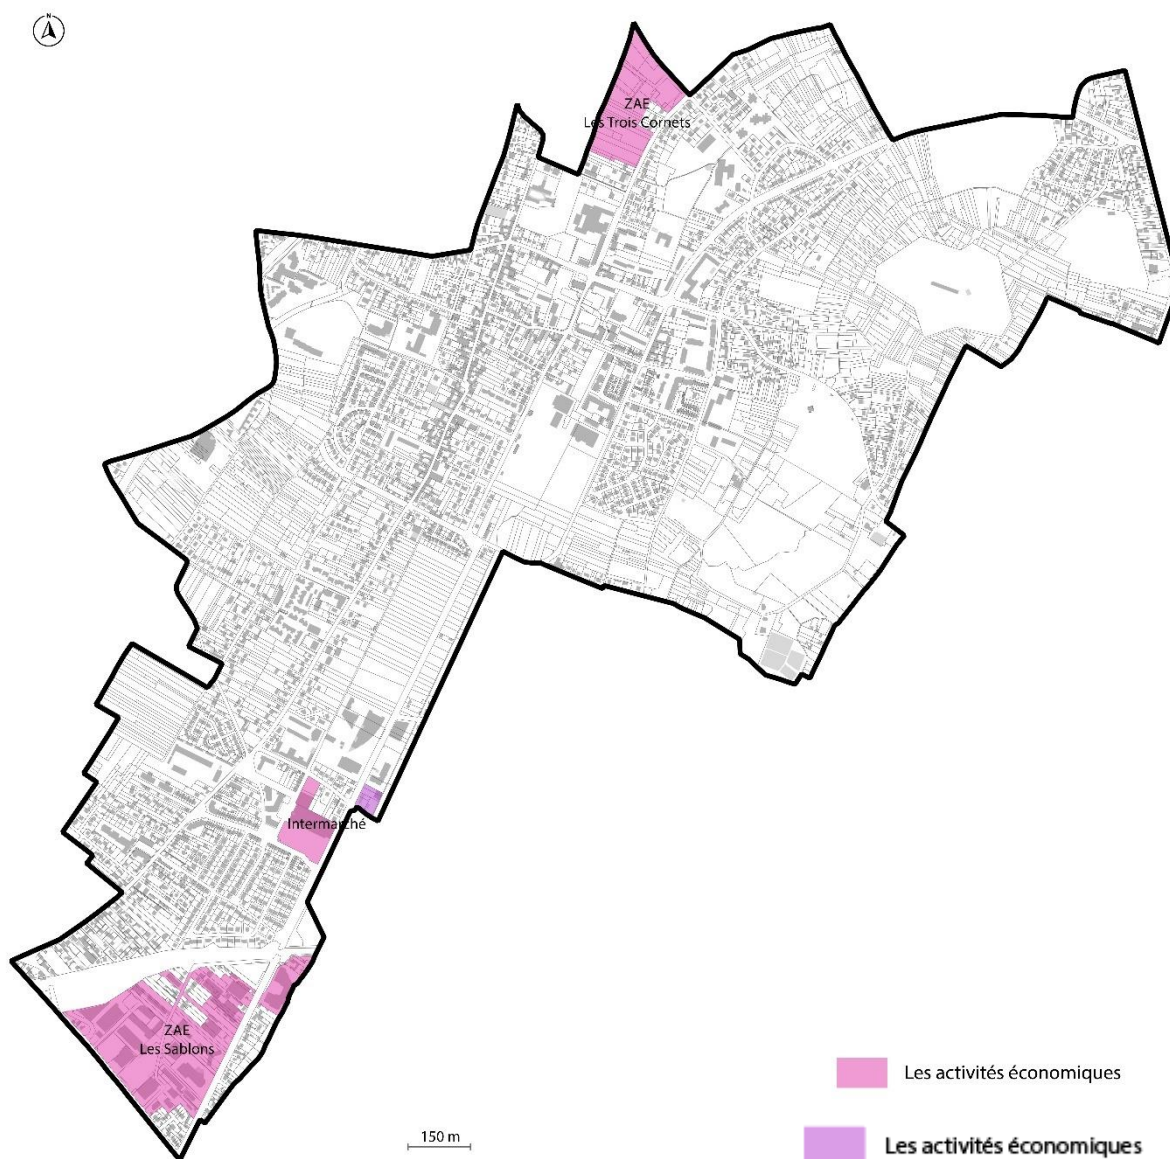 N
ZAE
Les Trois Cornets
Intermarché
ZAE
Les Sablons
Les activités économiques
150 m
Les activités économiques